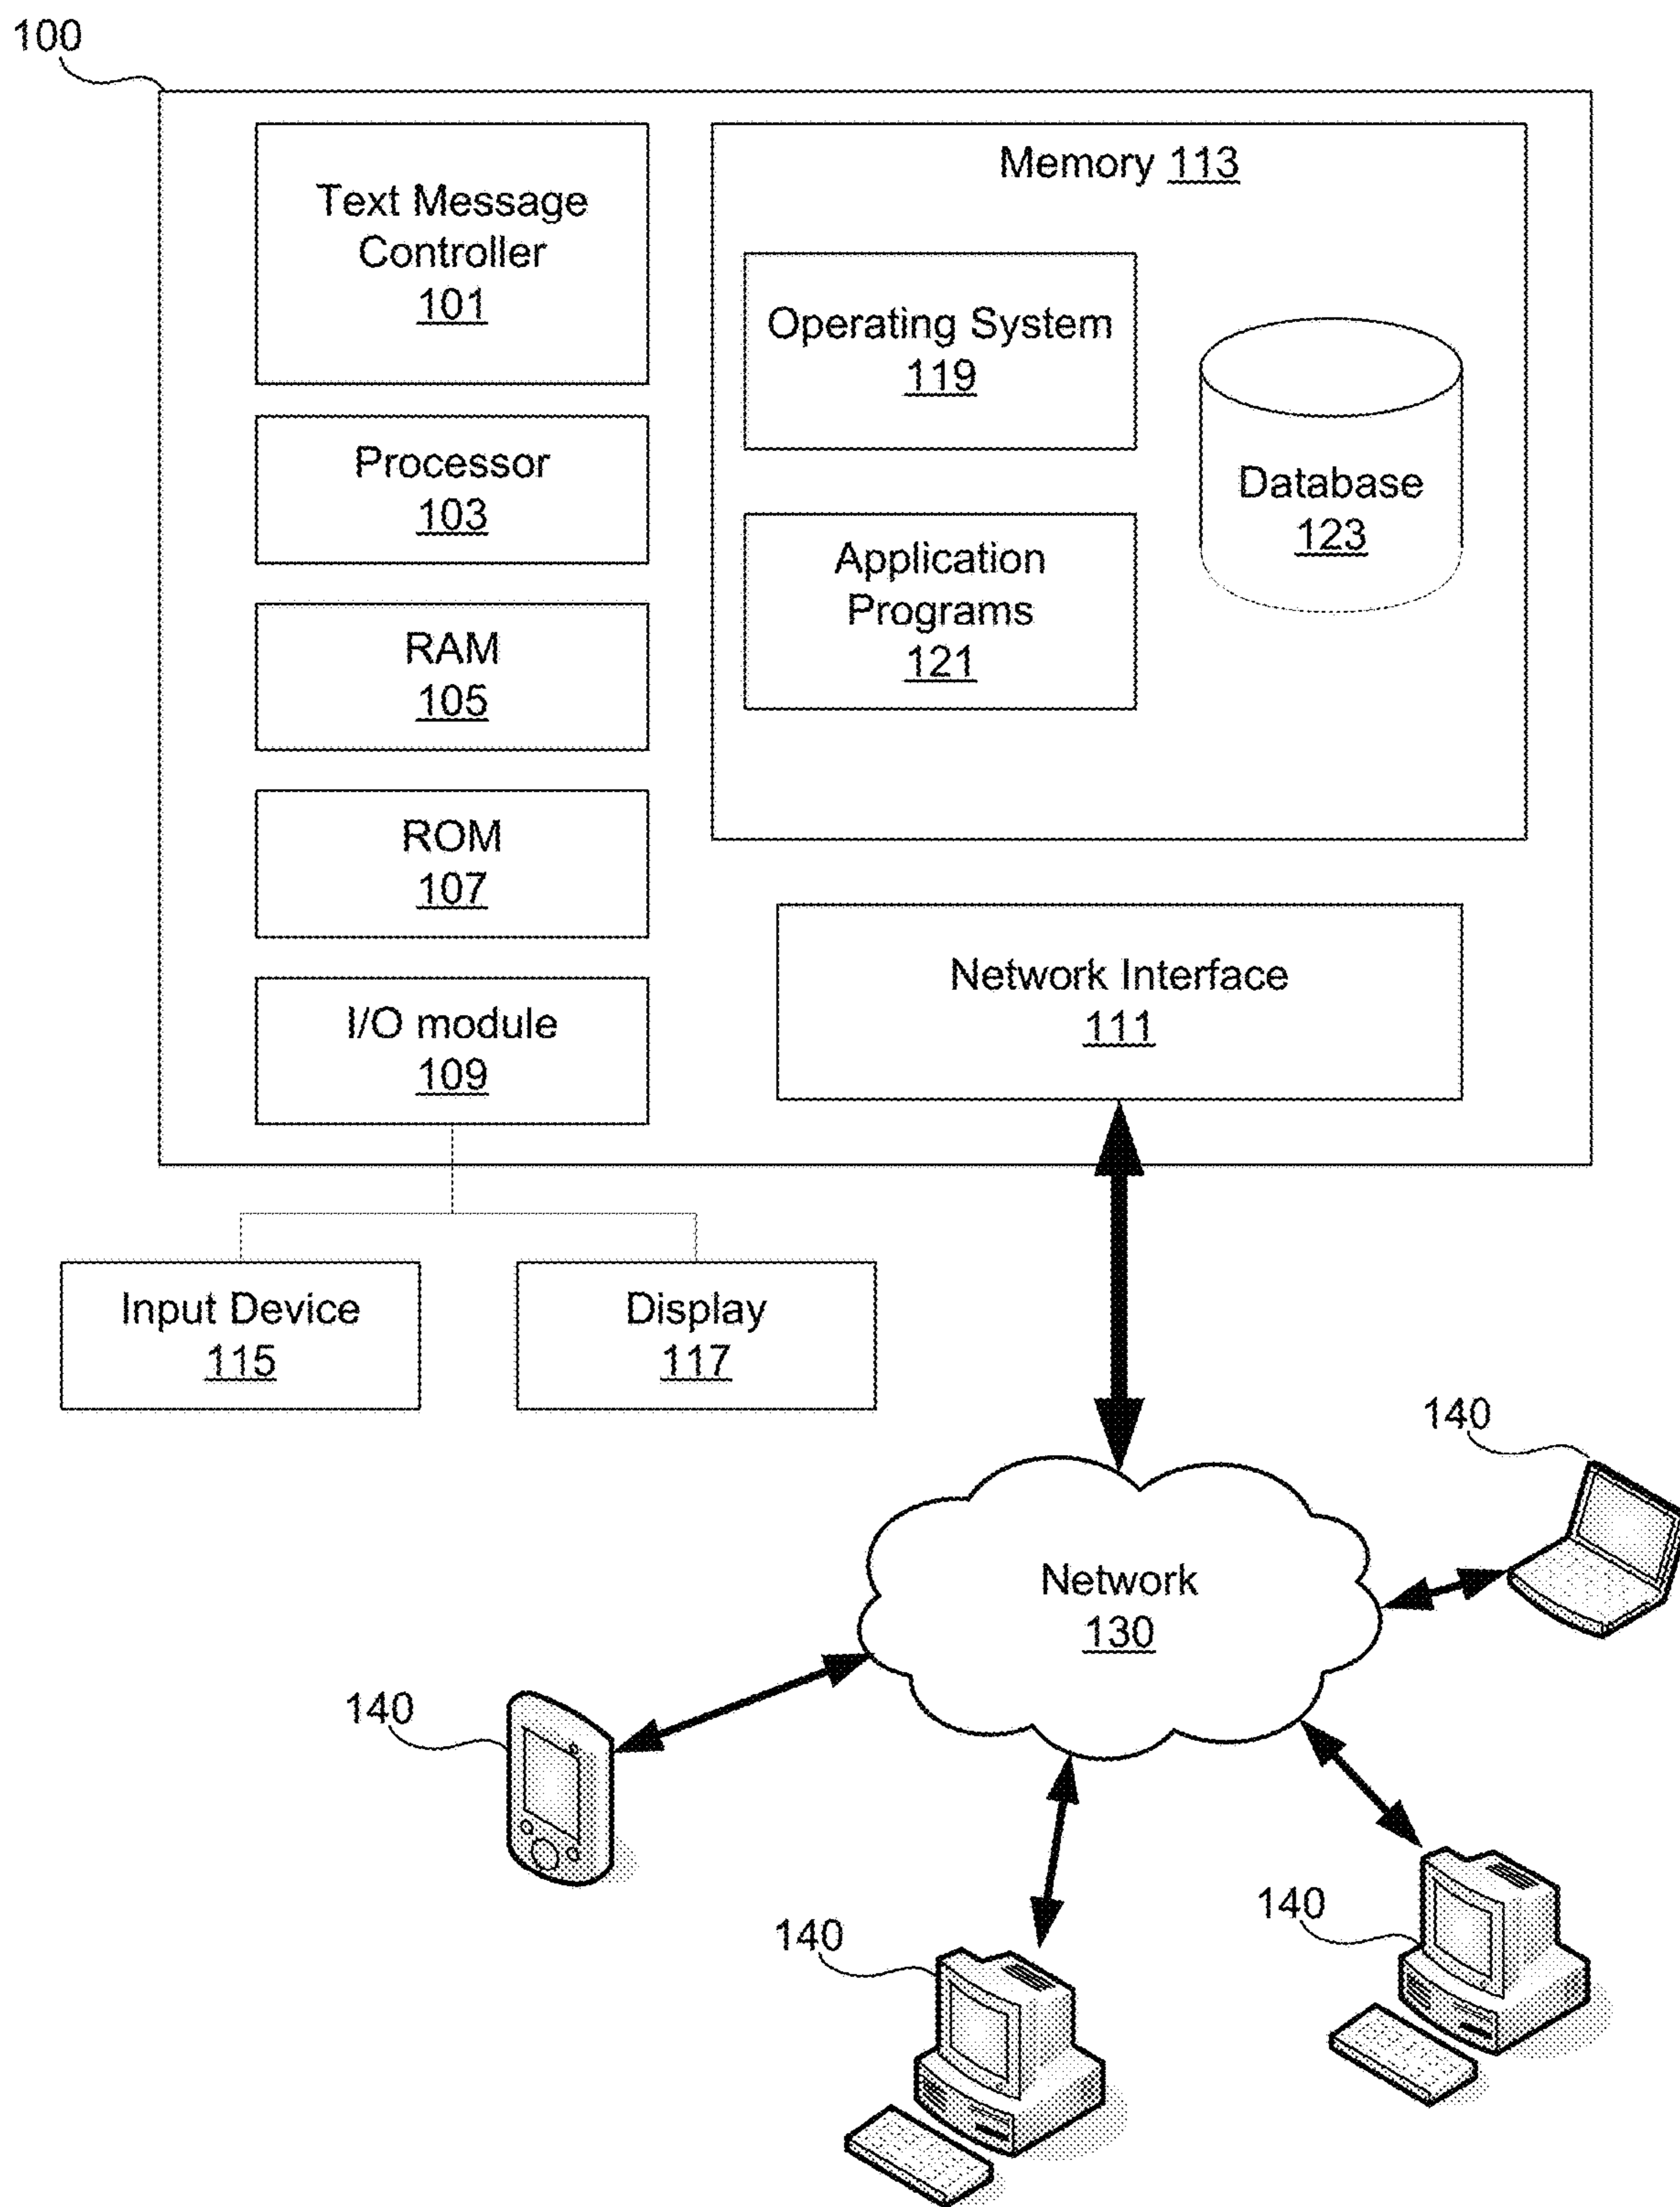 100
Text Message
Controller
101
Processor
103
RAM
105
ROM
107
I/O module
109
Memory 113
Operating System
119
Application
Programs
121
Database
123
Network Interface
111
Input Device
115
Display
117
Network
130
140
140
140
140